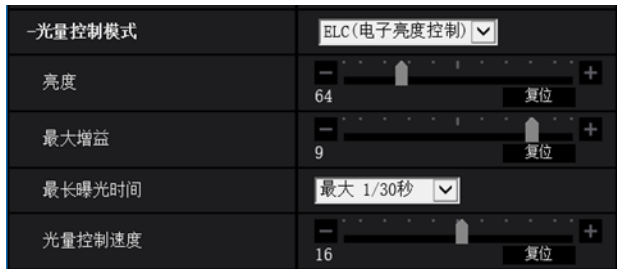 –光量控制模式
ELC(电子亮度控制)
亮度
– +
64 复位
最大增益
– +
9 复位
最长曝光时间
最大 1/30秒
光量控制速度
– +
16 复位